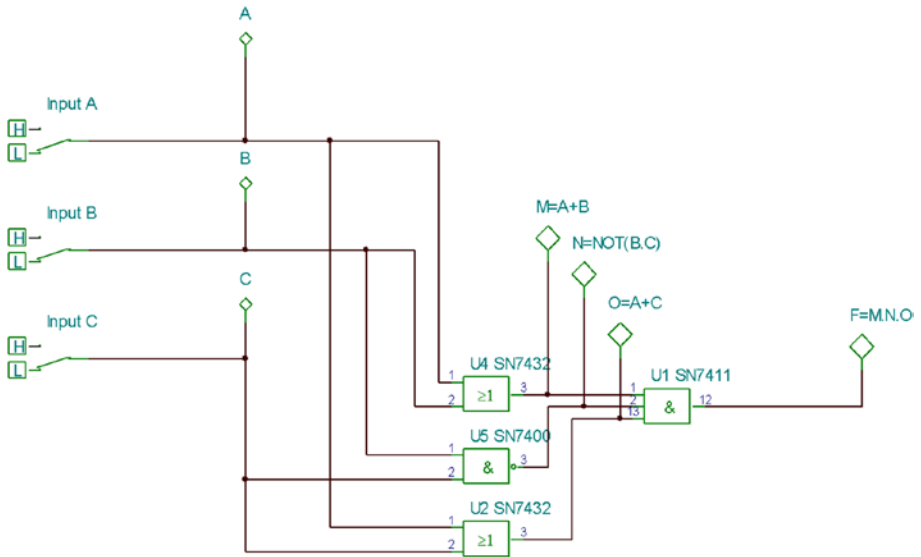 A
Input A
H
L
B
Input B
H
L
M=A+B
N=NOT(B.C)
C
O=A+C
F=M.N.O
Input C
H
L
U4 SN7432
U1 SN7411
1
2
≥1
3
1
2
13
&
12
U5 SN7400
1
2
&
3
U2 SN7432
1
2
≥1
3